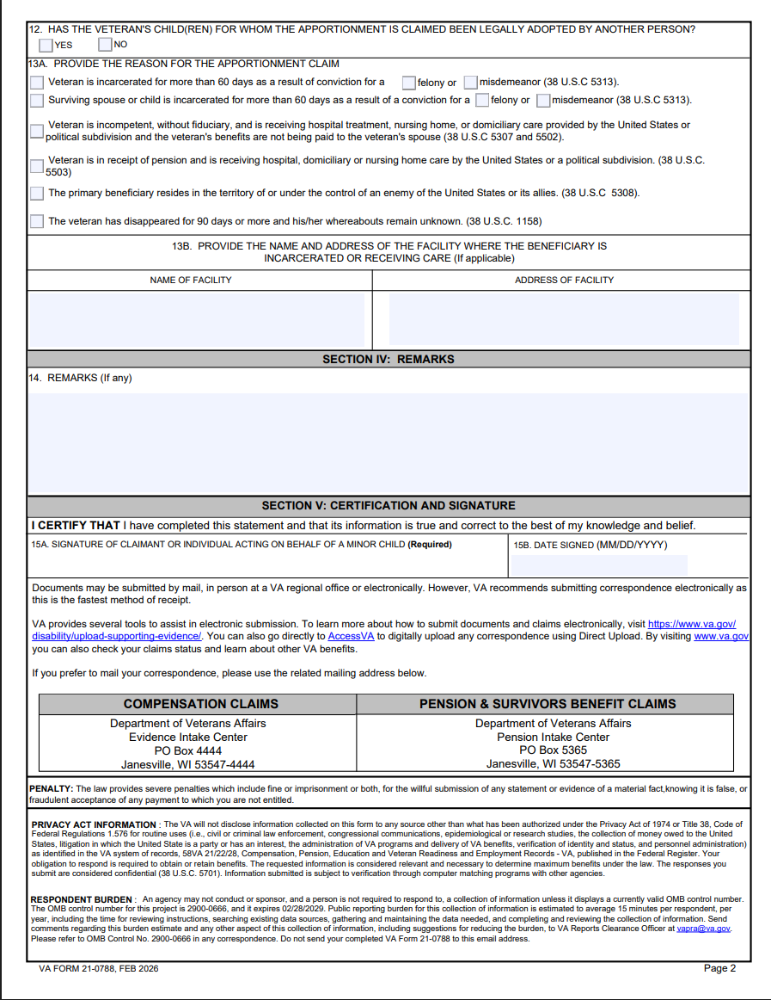 12. HAS THE VETERAN'S CHILD(REN) FOR WHOM THE APPORTIONMENT IS CLAIMED BEEN LEGALLY ADOPTED BY ANOTHER PERSON?
YES NO
13A. PROVIDE THE REASON FOR THE APPORTIONMENT CLAIM
Veteran is incarcerated for more than 60 days as a result of conviction for a felony or misdemeanor (38 U.S.C 5313).
Surviving spouse or child is incarcerated for more than 60 days as a result of a conviction for a felony or misdemeanor (38 U.S.C 5313).
Veteran is incompetent, without fiduciary, and is receiving hospital treatment, nursing home, or domiciliary care provided by the United States or
political subdivision and the veteran's benefits are not being paid to the veteran's spouse (38 U.S.C 5307 and 5502).
Veteran is in receipt of pension and is receiving hospital, domiciliary or nursing home care by the United States or a political subdivision. (38 U.S.C.
5503)
The primary beneficiary resides in the territory of or under the control of an enemy of the United States or its allies. (38 U.S.C 5308).
The veteran has disappeared for 90 days or more and his/her whereabouts remain unknown. (38 U.S.C. 1158)
13B. PROVIDE THE NAME AND ADDRESS OF THE FACILITY WHERE THE BENEFICIARY IS
INCARCERATED OR RECEIVING CARE (If applicable)
NAME OF FACILITY
ADDRESS OF FACILITY
SECTION IV: REMARKS
14. REMARKS (If any)
SECTION V: CERTIFICATION AND SIGNATURE
I CERTIFY THAT I have completed this statement and that its information is true and correct to the best of my knowledge and belief.
15A. SIGNATURE OF CLAIMANT OR INDIVIDUAL ACTING ON BEHALF OF A MINOR CHILD (Required)
15B. DATE SIGNED (MM/DD/YYYY)
Documents may be submitted by mail, in person at a VA regional office or electronically. However, VA recommends submitting correspondence electronically as
this is the fastest method of receipt.
VA provides several tools to assist in electronic submission. To learn more about how to submit documents and claims electronically, visit https://www.va.gov/
disability/upload-supporting-evidence/. You can also go directly to AccessVA to digitally upload any correspondence using Direct Upload. By visiting www.va.gov
you can also check your claims status and learn about other VA benefits.
If you prefer to mail your correspondence, please use the related mailing address below.
COMPENSATION CLAIMS
Department of Veterans Affairs
Evidence Intake Center
PO Box 4444
Janesville, WI 53547-4444
PENSION & SURVIVORS BENEFIT CLAIMS
Department of Veterans Affairs
Pension Intake Center
PO Box 5365
Janesville, WI 53547-5365
PENALTY: The law provides severe penalties which include fine or imprisonment or both, for the willful submission of any statement or evidence of a material fact,knowing it is false, or
fraudulent acceptance of any payment to which you are not entitled.
PRIVACY ACT INFORMATION : The VA will not disclose information collected on this form to any source other than what has been authorized under the Privacy Act of 1974 or Title 38, Code of
Federal Regulations 1.576 for routine uses (i.e., civil or criminal law enforcement, congressional communications, epidemiological or research studies, the collection of money owed to the United
States, litigation in which the United State is a party or has an interest, the administration of VA programs and delivery of VA benefits, verification of identity and status, and personnel administration)
as identified in the VA system of records, 58VA 21/22/28, Compensation, Pension, Education and Veteran Readiness and Employment Records - VA, published in the Federal Register. Your
obligation to respond is required to obtain or retain benefits. The requested information is considered relevant and necessary to determine maximum benefits under the law. The responses you
submit are considered confidential (38 U.S.C. 5701). Information submitted is subject to verification through computer matching programs with other agencies.
RESPONDENT BURDEN : An agency may not conduct or sponsor, and a person is not required to respond to, a collection of information unless it displays a currently valid OMB control number.
The OMB control number for this project is 2900-0666, and it expires 02/28/2029. Public reporting burden for this collection of information is estimated to average 15 minutes per respondent, per
year, including the time for reviewing instructions, searching existing data sources, gathering and maintaining the data needed, and completing and reviewing the collection of information. Send
comments regarding this burden estimate and any other aspect of this collection of information, including suggestions for reducing the burden, to VA Reports Clearance Officer at vapra@va.gov.
Please refer to OMB Control No. 2900-0666 in any correspondence. Do not send your completed VA Form 21-0788 to this email address.
VA FORM 21-0788, FEB 2026
Page 2